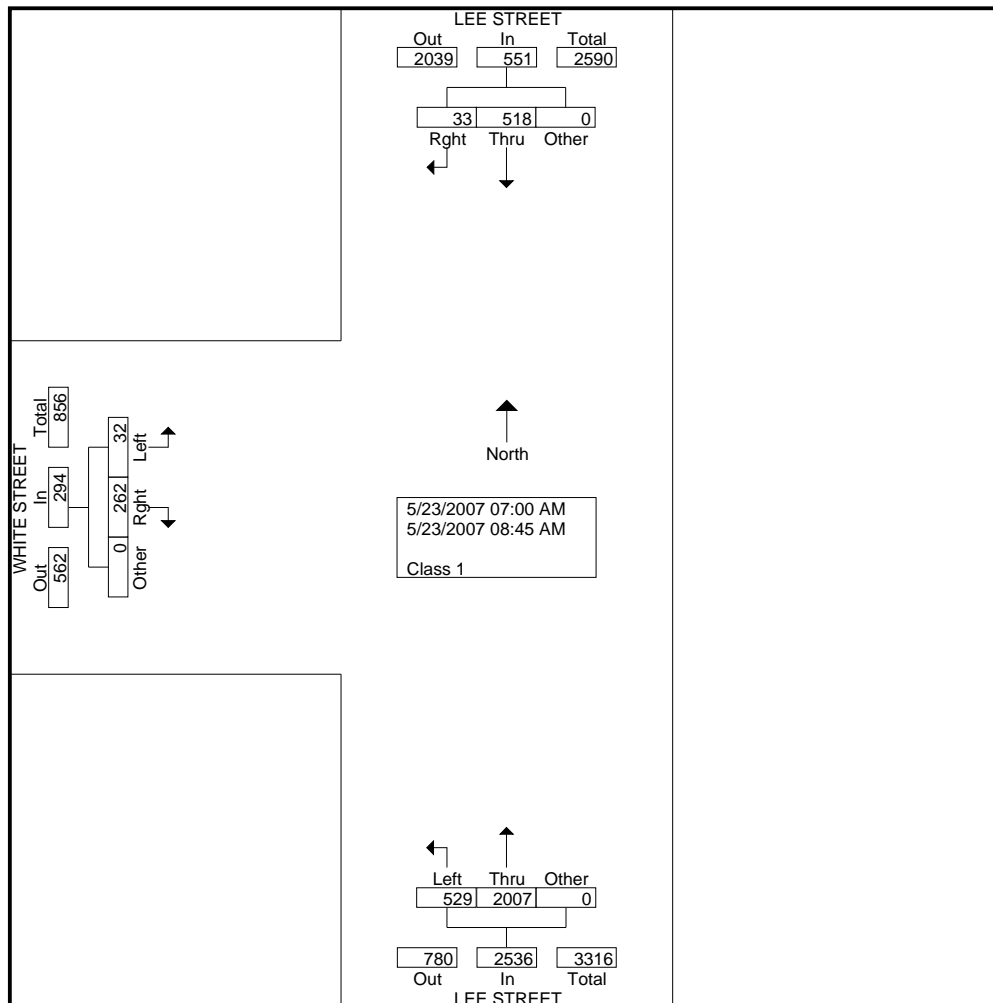 LEE STREET
Out In Total
2039 551 2590
33 518 0
Rght Thru Other
WHITE STREET
Out In Total
562 294 856
0 262 32
Other Rght Left
North
5/23/2007 07:00 AM
5/23/2007 08:45 AM
Class 1
Left Thru Other
529 2007 0
780 2536 3316
Out In Total
LEE STREET